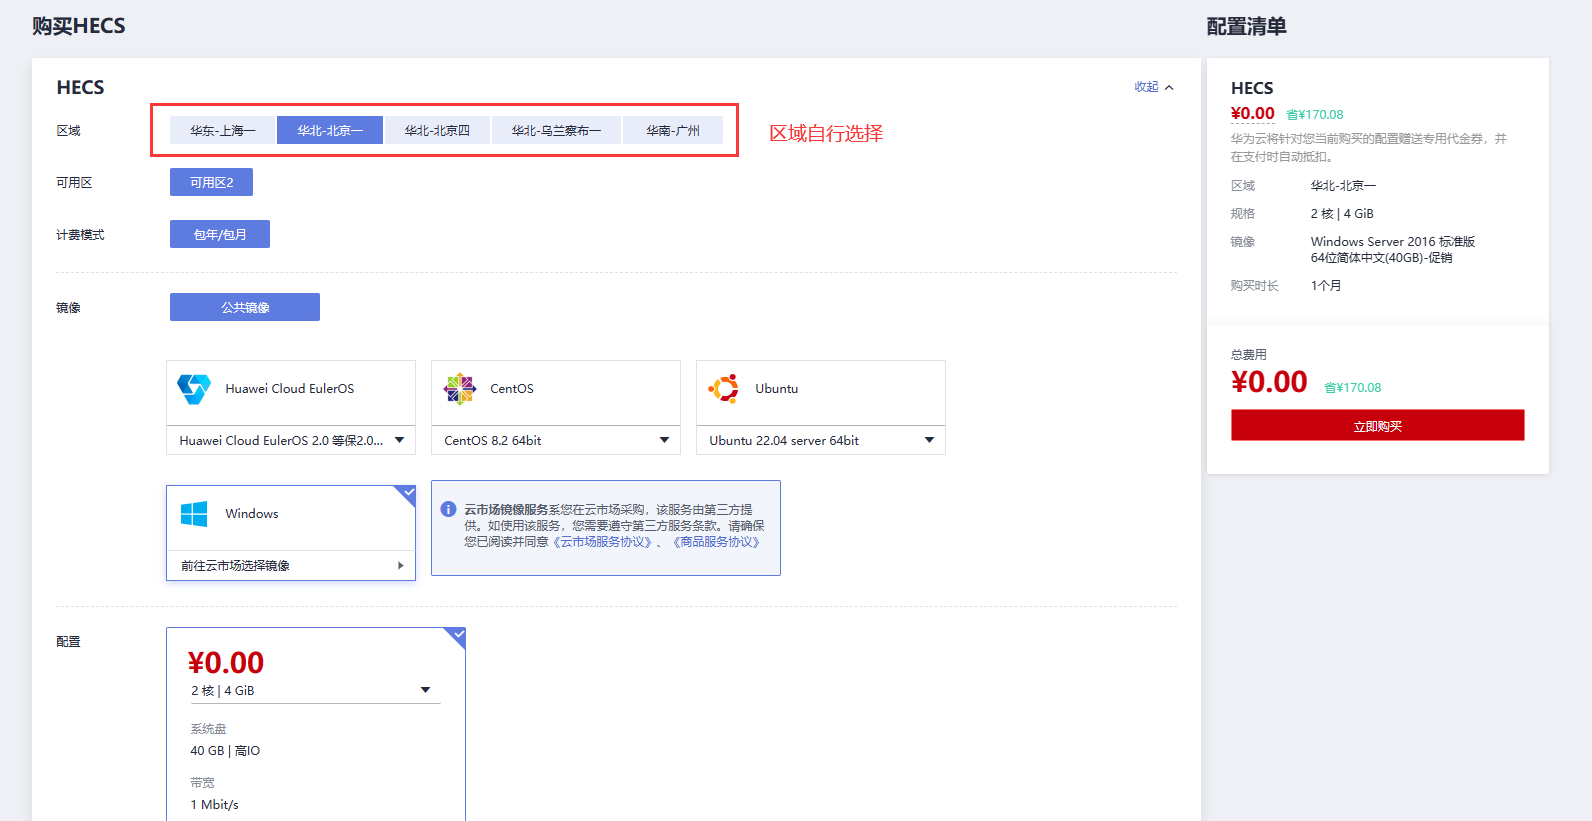 购买HECS
HECS
收起
区域
华东-上海一
华北-北京一
华北-北京四
华北-乌兰察布一
华南-广州
区域自行选择
可用区
可用区2
计费模式
包年/包月
镜像
公共镜像
Huawei Cloud EulerOS
CentOS
Ubuntu
Huawei Cloud EulerOS 2.0 等保2.0...
CentOS 8.2 64bit
Ubuntu 22.04 server 64bit
Windows
前往云市场选择镜像
云市场镜像服务系您在云市场采购，该服务由第三方提
供。如使用该服务，您需要遵守第三方服务条款。请确保
您已阅读并同意《云市场服务协议》、《商品服务协议》
配置
¥0.00
2 核 | 4 GiB
系统盘
40 GB | 高IO
带宽
1 Mbit/s
配置清单
HECS
¥0.00 省¥170.08
华为云将针对您当前购买的配置赠送专用代金券，并
在支付时自动抵扣。
区域 华北-北京一
规格 2 核 | 4 GiB
镜像 Windows Server 2016 标准版
64位简体中文(40GB)-促销
购买时长 1个月
总费用
¥0.00 省¥170.08
立即购买